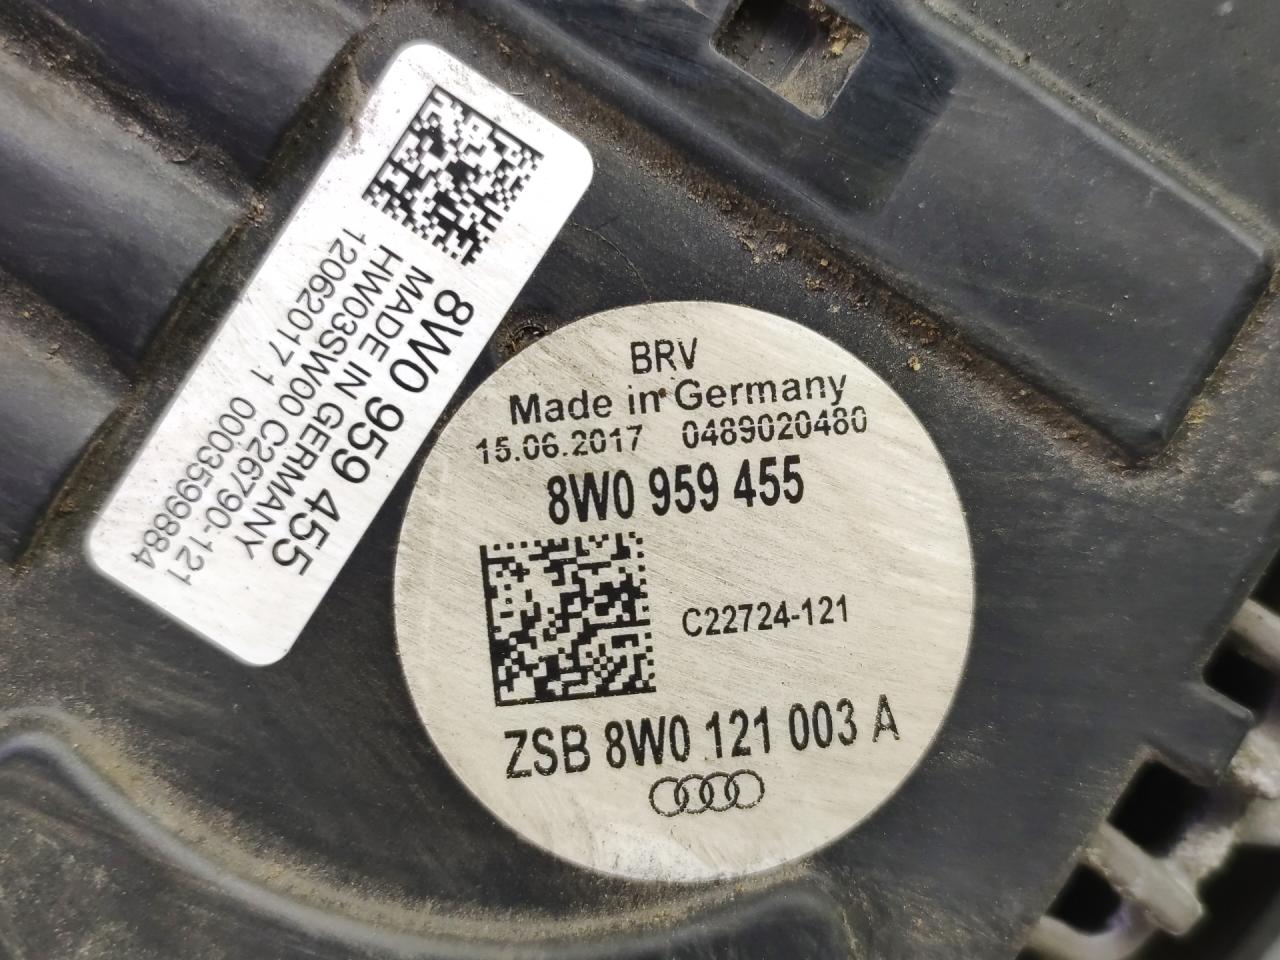 8W0 959 455
MADE IN GERMANY
HW03SW00 C26790-121
12062017 1 0003599884
BRV
Made in Germany
15.06.2017 0489020480
8W0 959 455
C22724-121
ZSB 8W0 121 003 A